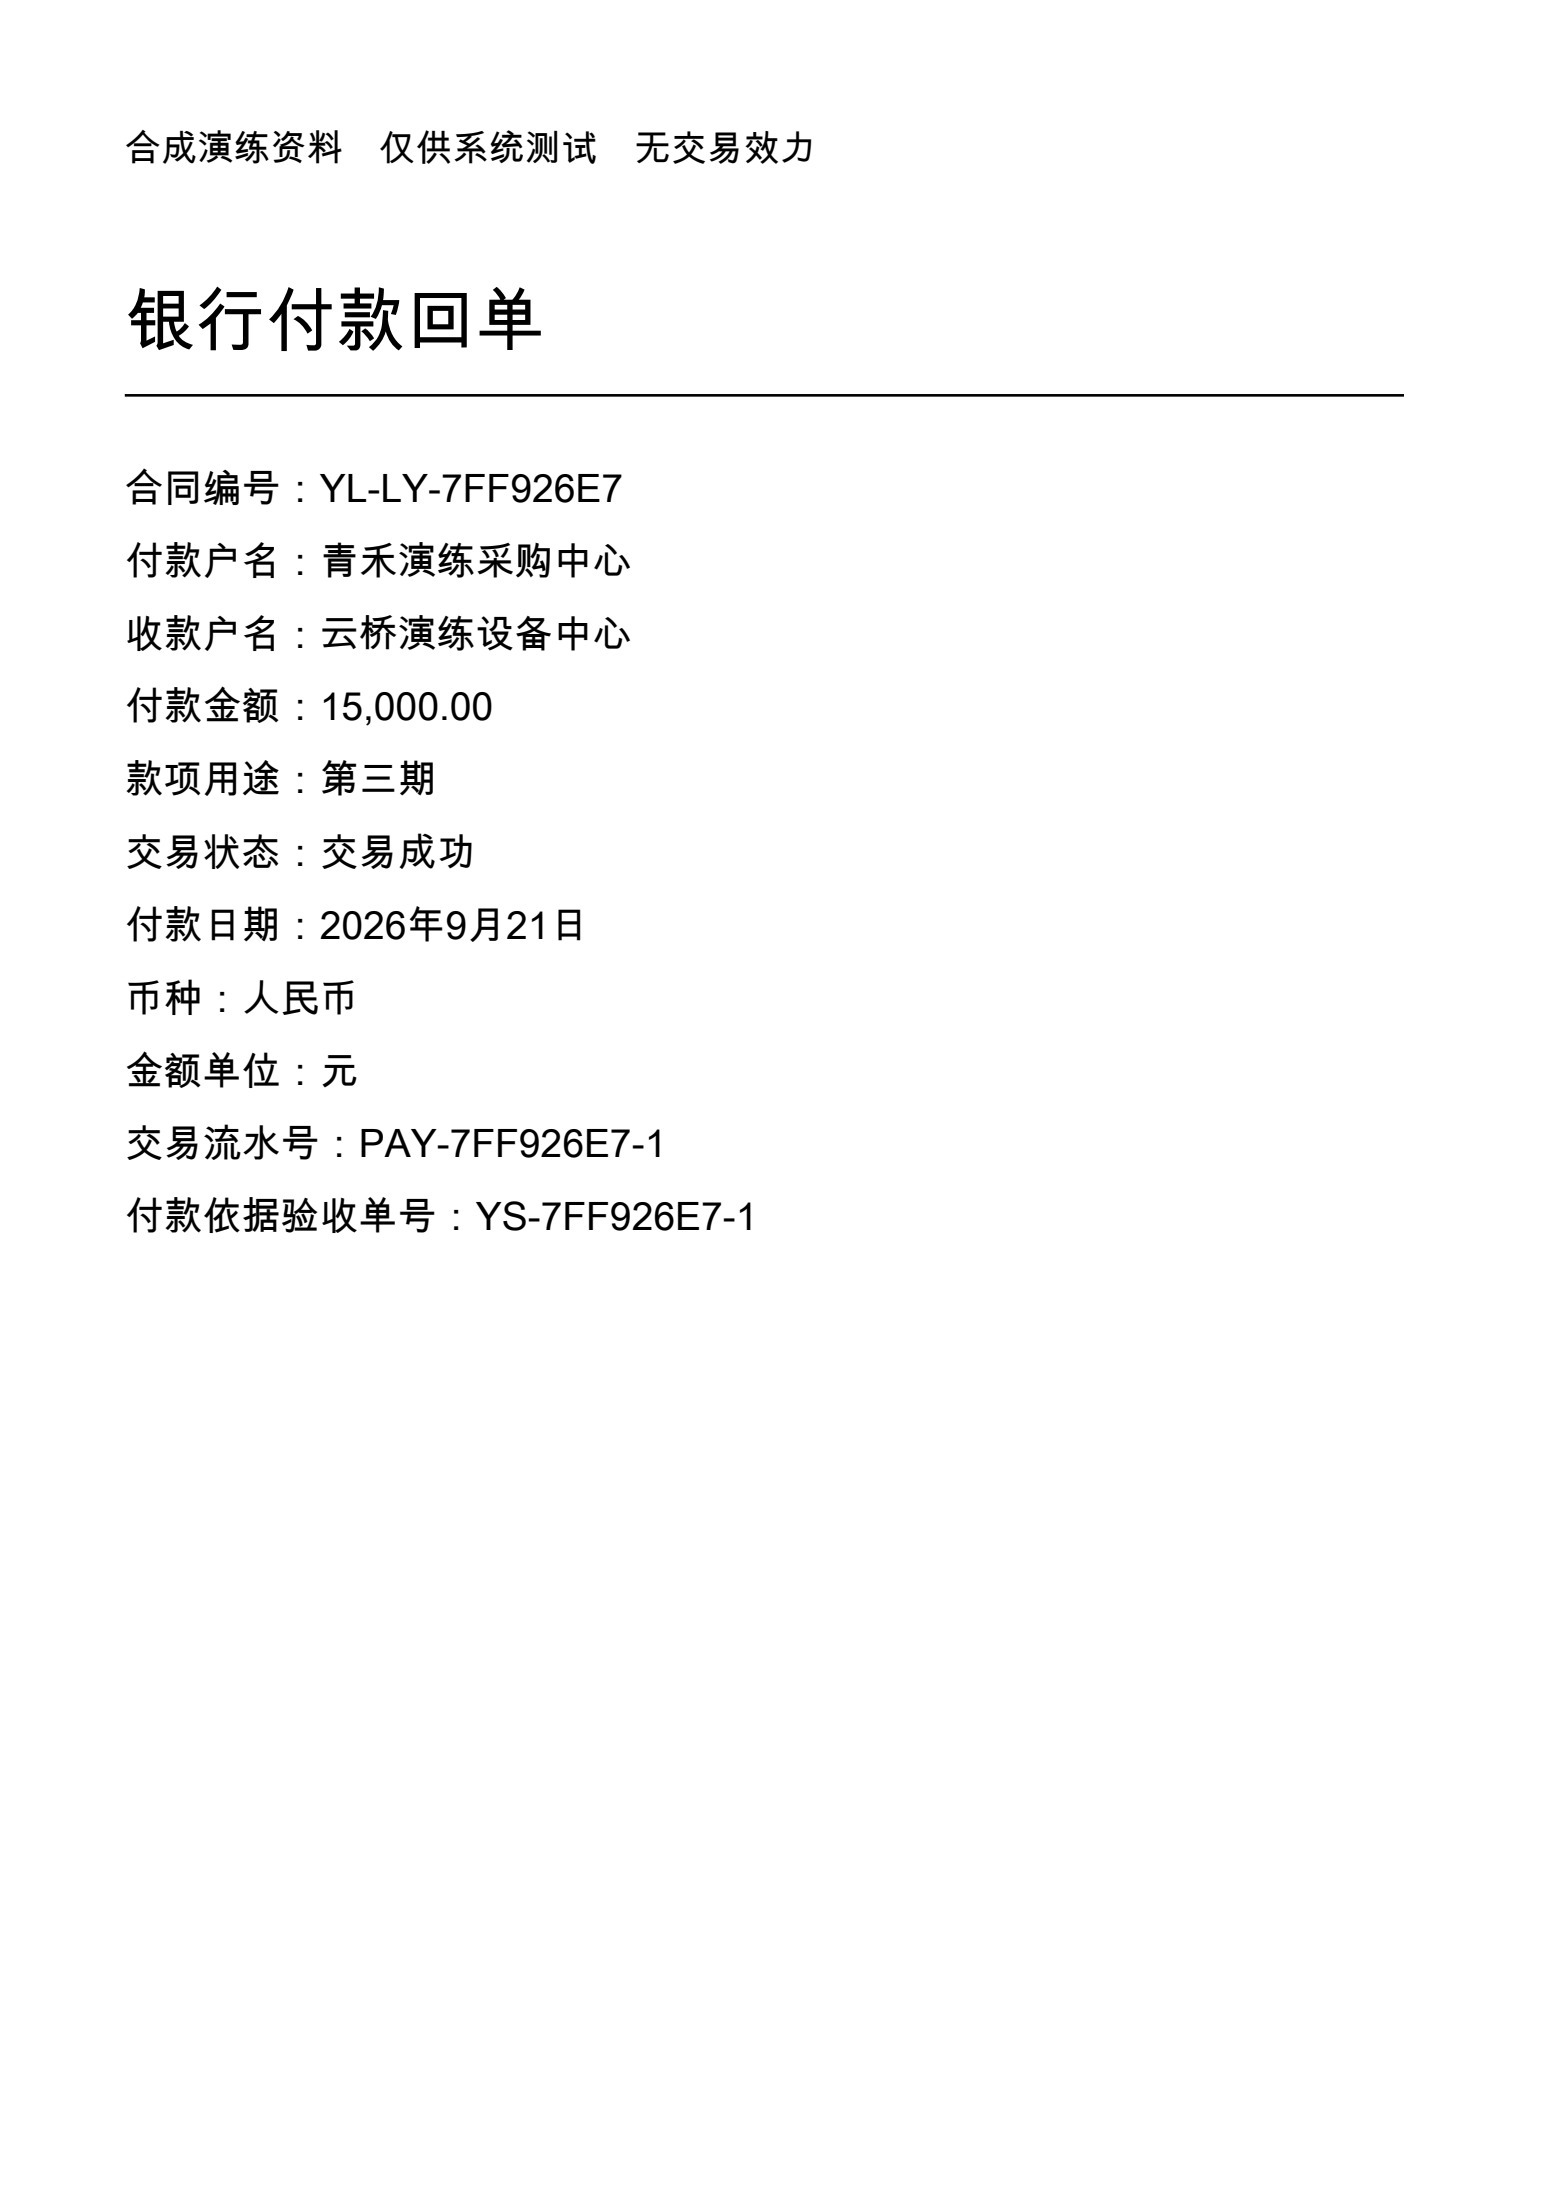 合成演练资料　仅供系统测试　无交易效力
银行付款回单
合同编号：YL-LY-7FF926E7
付款户名：青禾演练采购中心
收款户名：云桥演练设备中心
付款金额：15,000.00
款项用途：第三期
交易状态：交易成功
付款日期：2026年9月21日
币种：人民币
金额单位：元
交易流水号：PAY-7FF926E7-1
付款依据验收单号：YS-7FF926E7-1